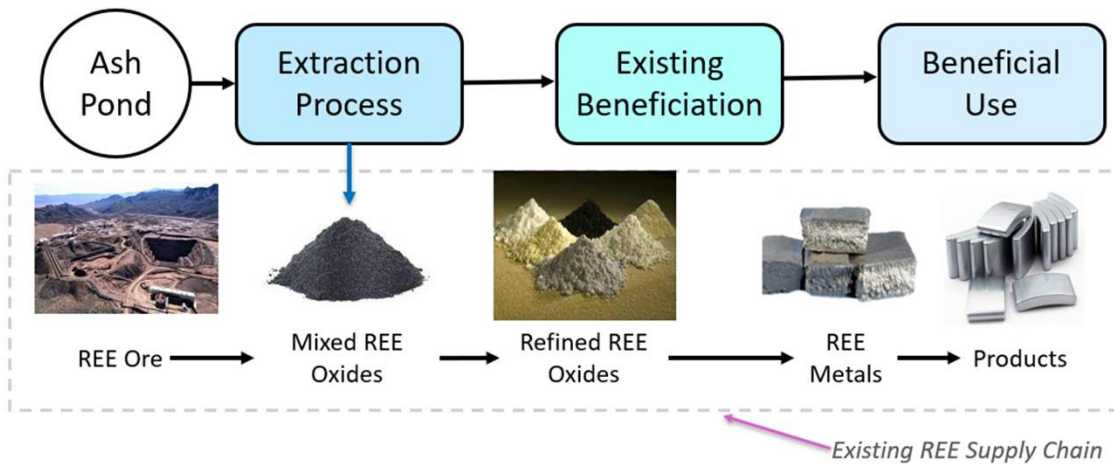 Ash
Pond
Extraction
Process
Existing
Beneficiation
Beneficial
Use
REE Ore
Mixed REE
Oxides
Refined REE
Oxides
REE
Metals
Products
Existing REE Supply Chain